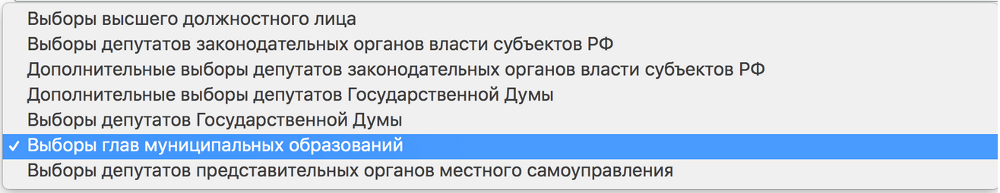 Выборы высшего должностного лица
Выборы депутатов законодательных органов власти субъектов РФ
Дополнительные выборы депутатов законодательных органов власти субъектов РФ
Дополнительные выборы депутатов Государственной Думы
Выборы депутатов Государственной Думы
✓ Выборы глав муниципальных образований
Выборы депутатов представительных органов местного самоуправления